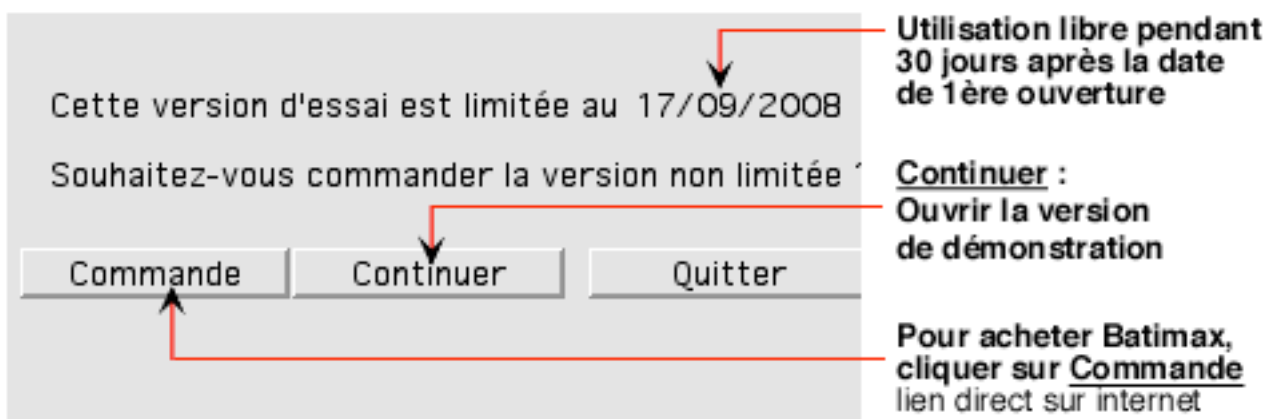 Cette version d'essai est limitée au 17/09/2008
Souhaitez-vous commander la version non limitée ?
Commande
Continuer
Quitter
Utilisation libre pendant
30 jours après la date
de 1ère ouverture
Continuer :
Ouvrir la version
de démonstration
Pour acheter Batimax,
cliquer sur Commande
lien direct sur internet